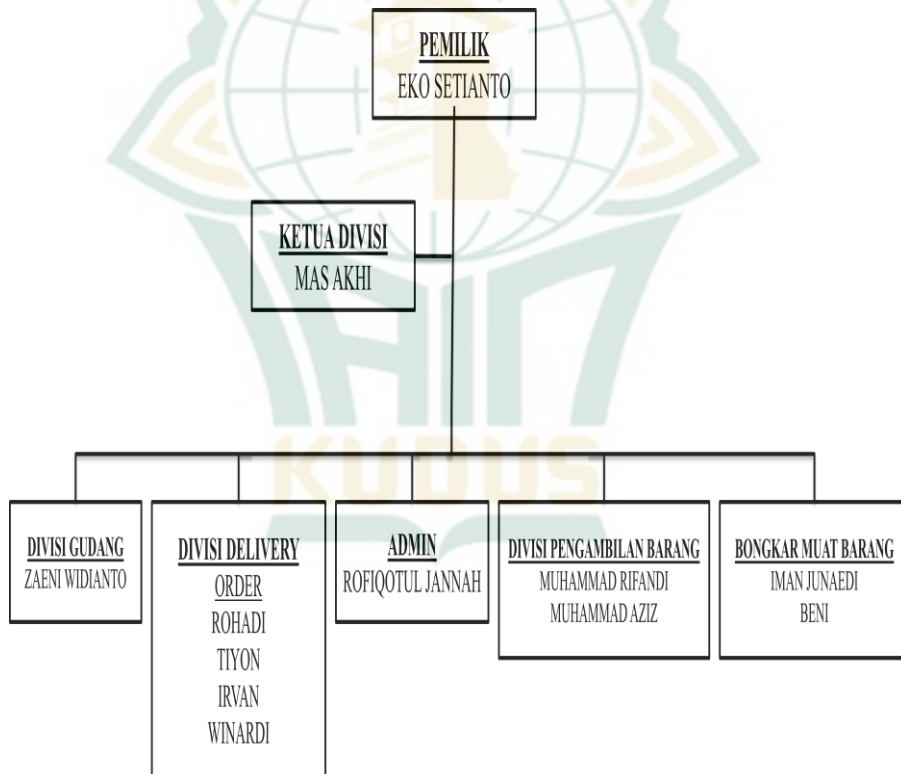 PEMILIK
EKO SETIANTO
KETUA DIVISI
MAS AKHI
IAIN
KUDUS
DIVISI GUDANG
ZAENI WIDIANTO
DIVISI DELIVERY
ORDER
ROHADI
TIYON
IRVAN
WINARDI
ADMIN
ROFIQOTUL JANNAH
DIVISI PENGAMBILAN BARANG
MUHAMMAD RIFANDI
MUHAMMAD AZIZ
BONGKAR MUAT BARANG
IMAN JUNAEDI
BENI